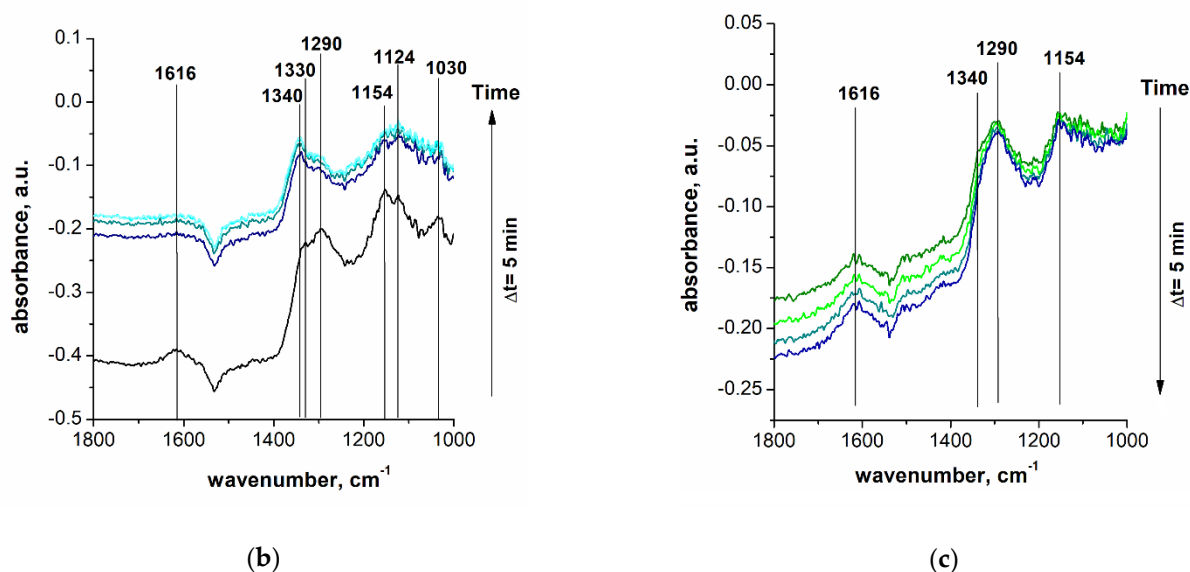 0.1
0.0
-0.1
-0.2
-0.3
-0.4
-0.5
absorbance, a.u.
1616
1340
1330
1290
1154
1124
1030
Time
Δt= 5 min
1800 1600 1400 1200 1000
wavenumber, cm⁻¹
(b)
0.05
0.00
-0.05
-0.10
-0.15
-0.20
-0.25
absorbance, a.u.
1616
1340
1290
1154
Time
Δt= 5 min
1800 1600 1400 1200 1000
wavenumber, cm⁻¹
(c)